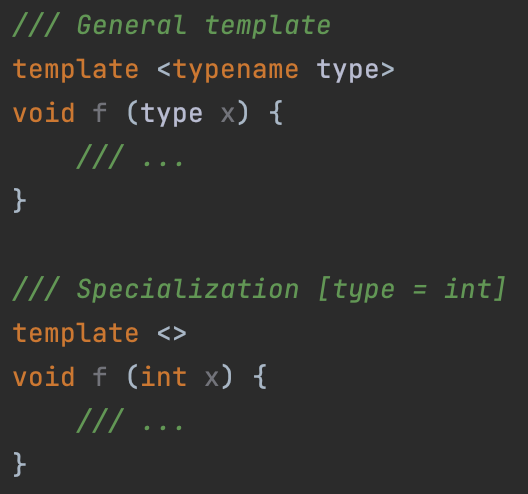 /// General template
template <typename type>
void f (type x) {
    /// ...
}

/// Specialization [type = int]
template <>
void f (int x) {
    /// ...
}